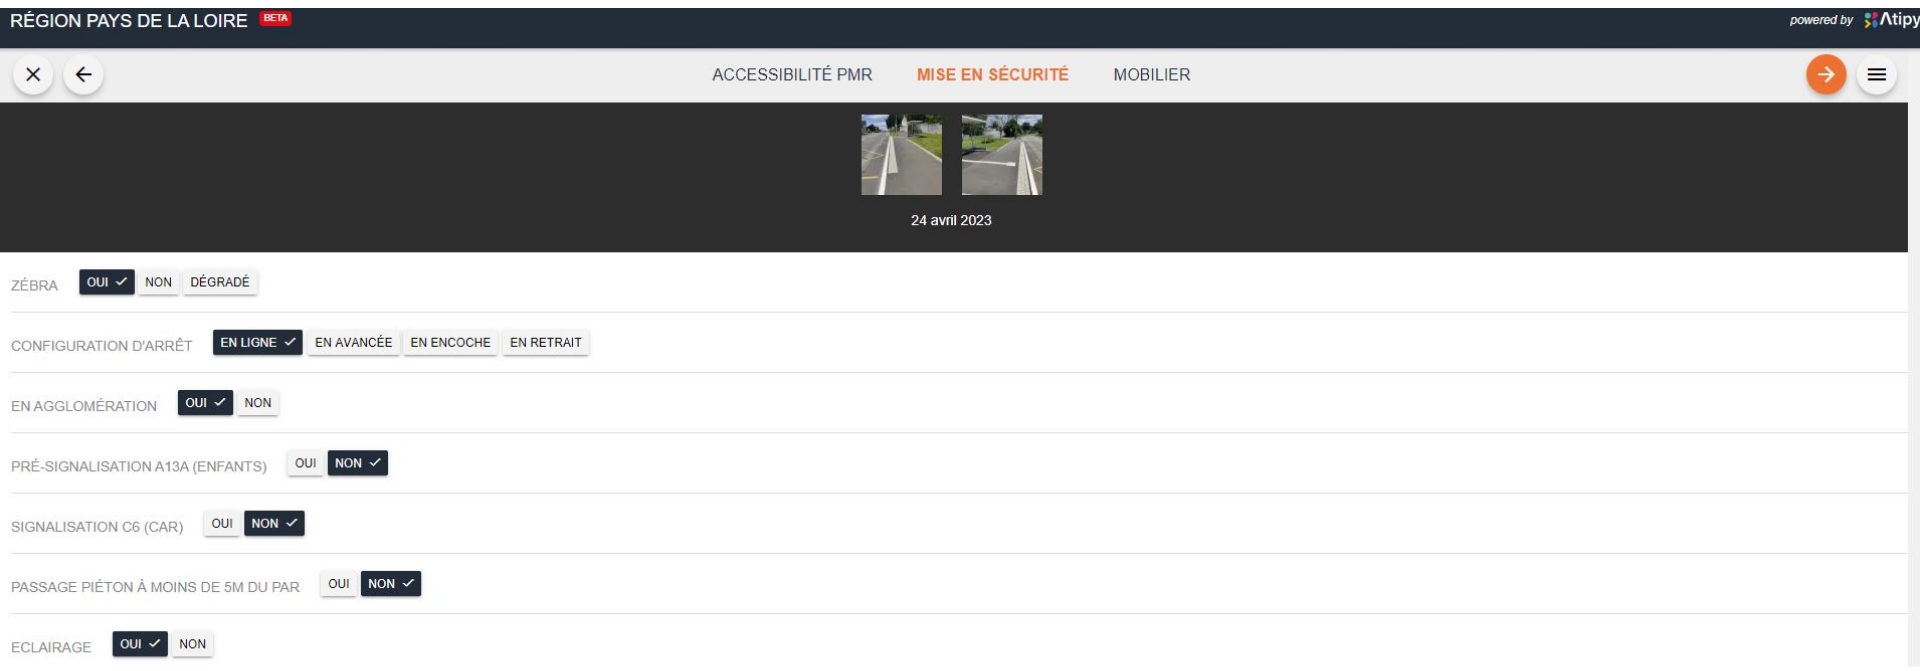 RÉGION PAYS DE LA LOIRE BETA powered by Atipy
ACCESSIBILITÉ PMR MISE EN SÉCURITÉ MOBILIER
24 avril 2023
ZÉBRA OUI NON DÉGRADÉ
CONFIGURATION D'ARRÊT EN LIGNE EN AVANCÉE EN ENCOCHE EN RETRAIT
EN AGGLOMÉRATION OUI NON
PRÉ-SIGNALISATION A13A (ENFANTS) OUI NON
SIGNALISATION C6 (CAR) OUI NON
PASSAGE PIÉTON À MOINS DE 5M DU PAR OUI NON
ECLAIRAGE OUI NON